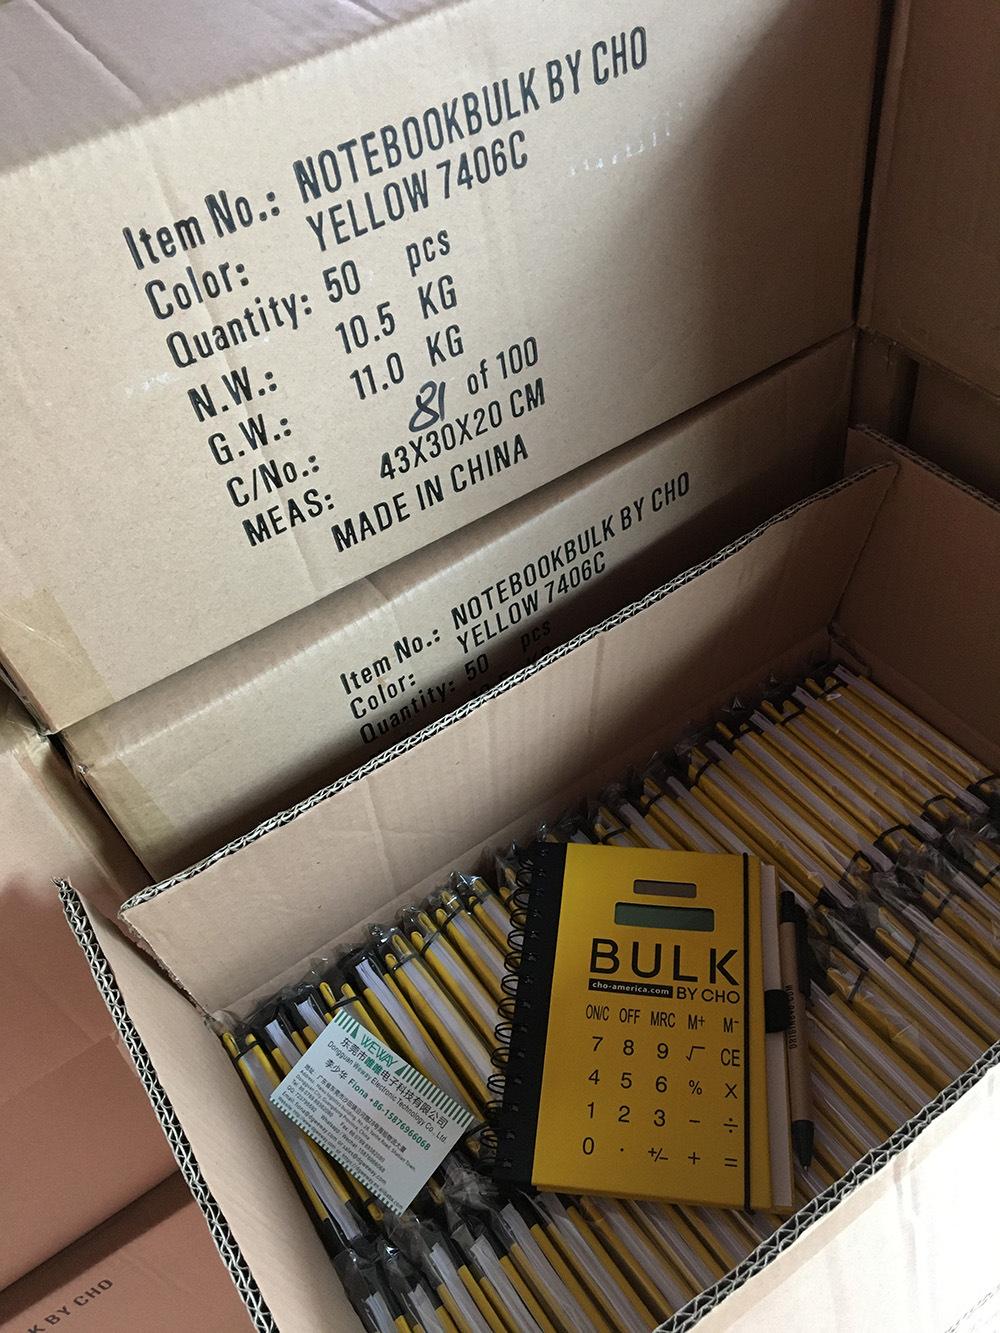 Item No.: NOTEBOOKBULK BY CHO
Color: YELLOW 7406C
Quantity: 50 pcs
N.W.: 10.5 KG
G.W.: 11.0 KG
C/No.: 81 of 100
MEAS: 43X30X20 CM
MADE IN CHINA
Item No.: NOTEBOOKBULK BY CHO
Color: YELLOW 7406C
Quantity: 50 pcs
BULK
cho-america.com BY CHO
ON/C OFF MRC M+ M-
7 8 9 √ CE
4 5 6 % X
1 2 3 - ÷
0 · +/- + =
WEWAY
东莞市唯唯电子科技有限公司
Dongguan Weway Electronic Technology Co., Ltd.
李少华 Fiona +86-15876966068
K BY CHO